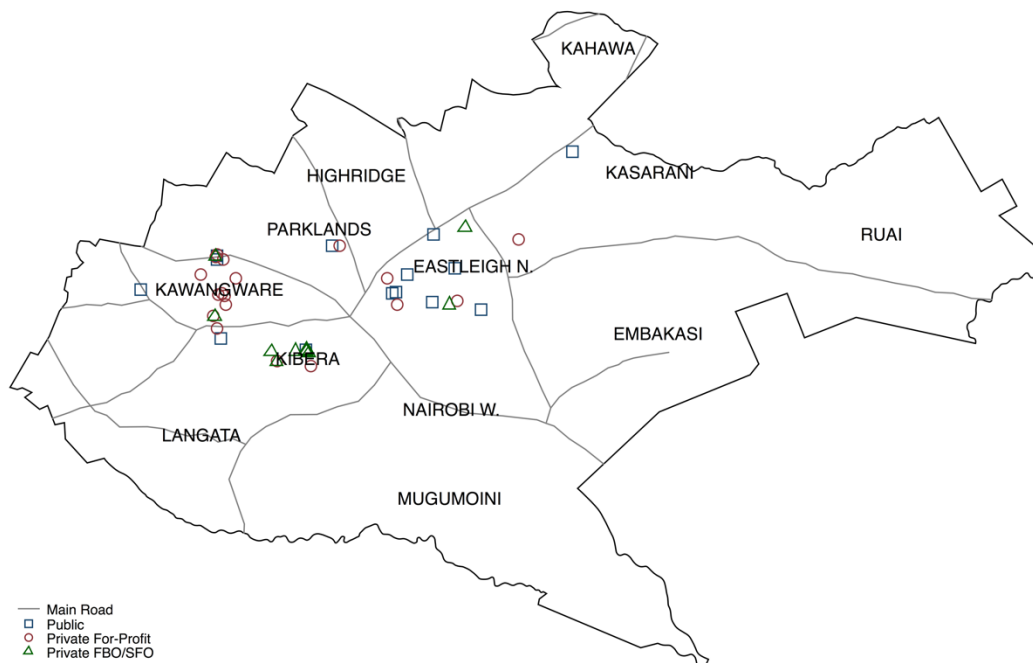 KAHAWA
KASARANI
HIGHRIDGE
PARKLANDS
RUAI
EASTLEIGH N.
KAWANGWARE
EMBAKASI
KIBERA
NAIROBI W.
LANGATA
MUGUMOINI
Main Road
Public
Private For-Profit
Private FBO/SFO